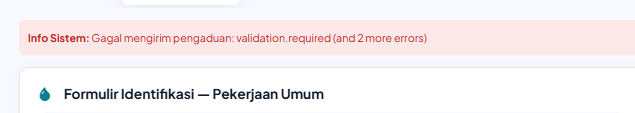 Info Sistem: Gagal mengirim pengaduan: validation.required (and 2 more errors)
Formulir Identifikasi — Pekerjaan Umum